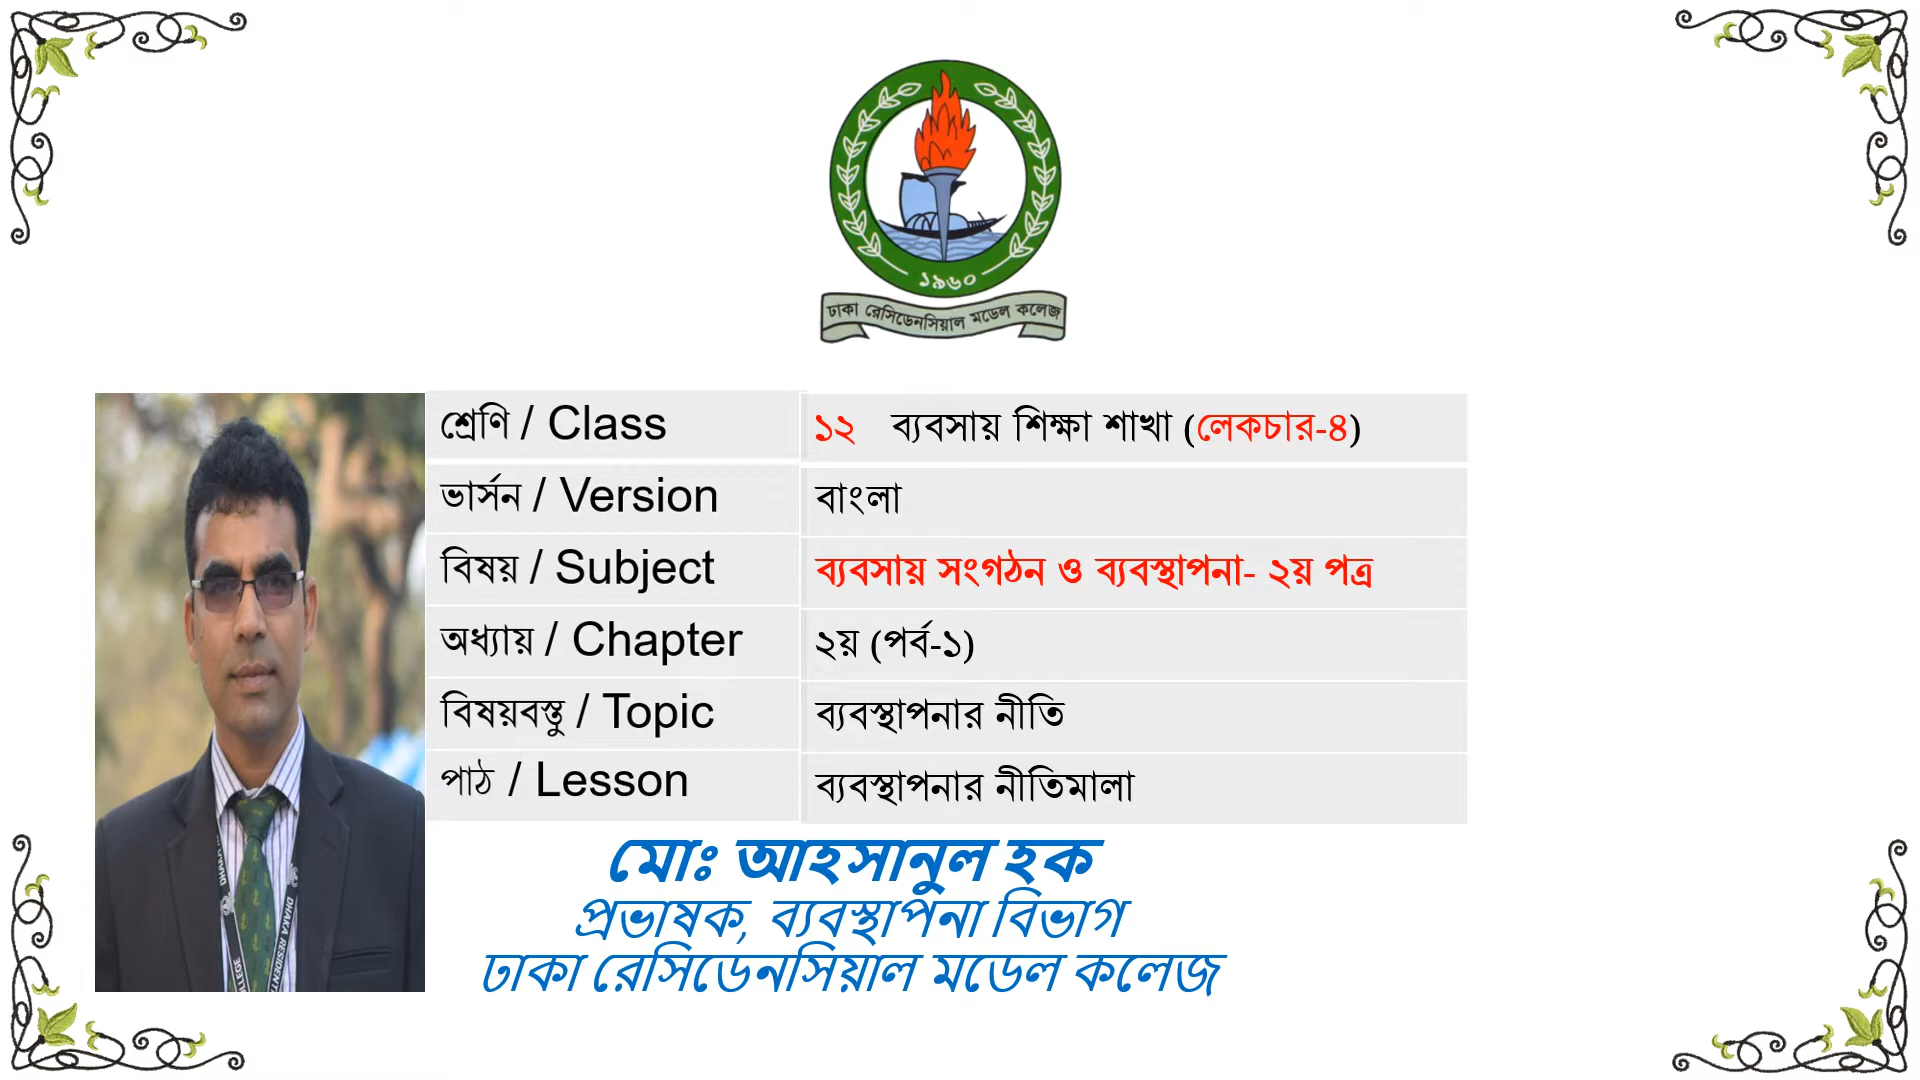 ১৯৬০
ঢাকা রেসিডেনসিয়াল মডেল কলেজ
শ্রেণি / Class ১২ ব্যবসায় শিক্ষা শাখা (লেকচার-৪)
ভার্সন / Version বাংলা
বিষয় / Subject ব্যবসায় সংগঠন ও ব্যবস্থাপনা- ২য় পত্র
অধ্যায় / Chapter ২য় (পর্ব-১)
বিষয়বস্তু / Topic ব্যবস্থাপনার নীতি
পাঠ / Lesson ব্যবস্থাপনার নীতিমালা
মোঃ আহসানুল হক
প্রভাষক, ব্যবস্থাপনা বিভাগ
ঢাকা রেসিডেনসিয়াল মডেল কলেজ
DHAKA RESIDENT